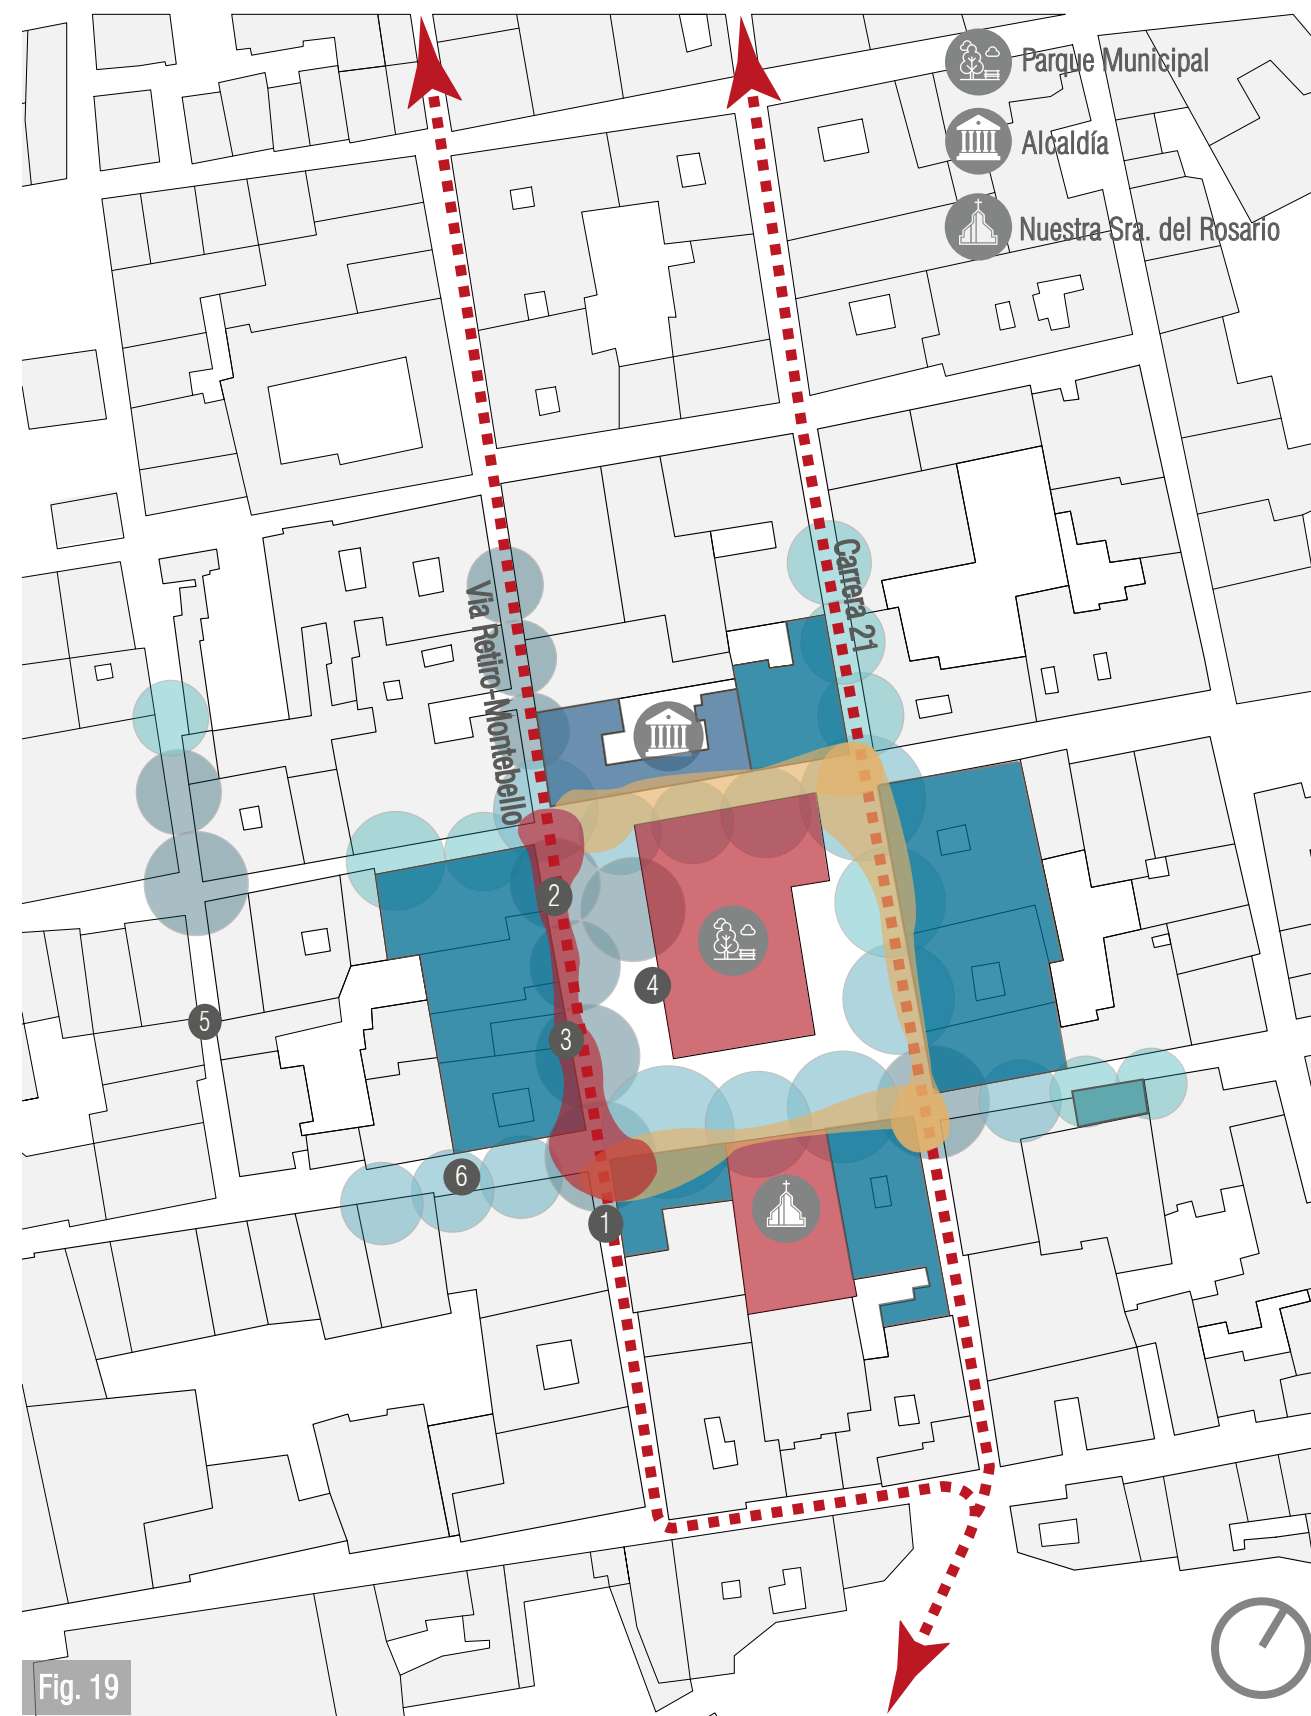 Parque Municipal
Alcaldía
Nuestra Sra. del Rosario
Carrera 21
Via Retiro-Montebello
2
4
5
3
6
1
Fig. 19